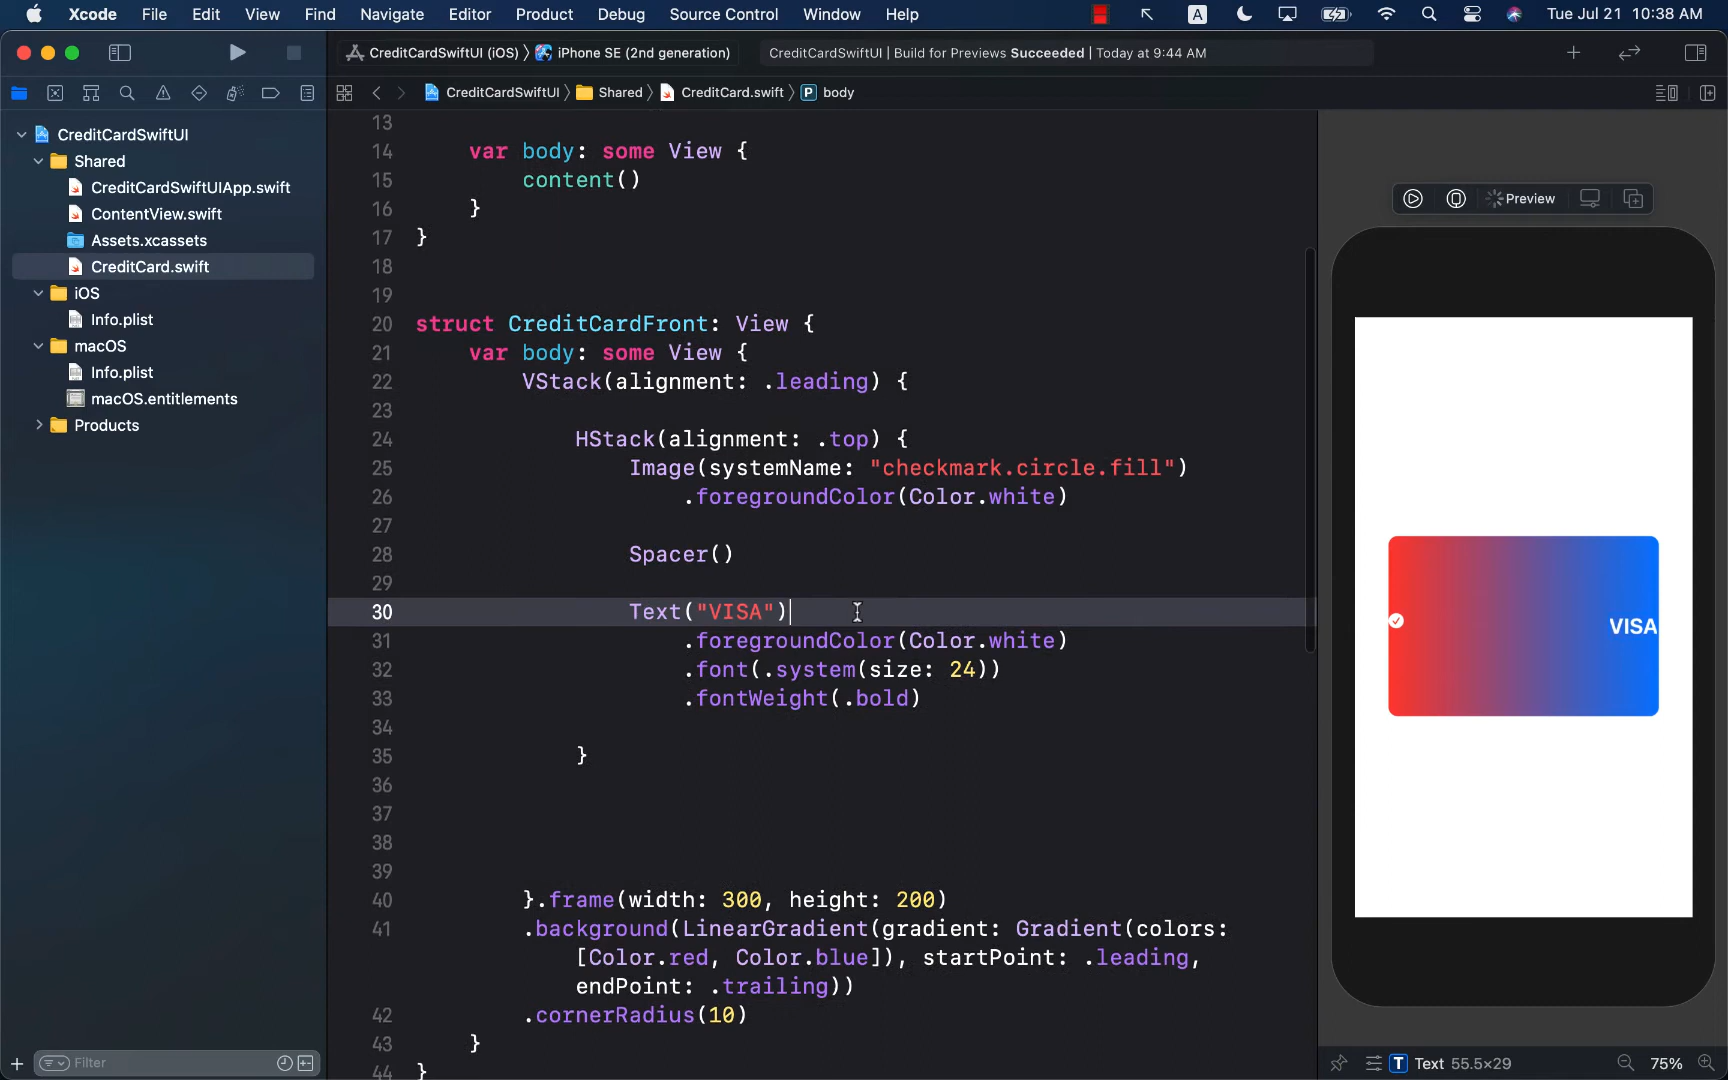 Xcode File Edit View Find Navigate Editor Product Debug Source Control Window Help A Tue Jul 21 10:38 AM
CreditCardSwiftUI (iOS) 〉 iPhone SE (2nd generation) CreditCardSwiftUI | Build for Previews Succeeded | Today at 9:44 AM
CreditCardSwiftUI 〉 Shared 〉 CreditCard.swift 〉 P body
CreditCardSwiftUI
Shared
CreditCardSwiftUIApp.swift
ContentView.swift
Assets.xcassets
CreditCard.swift
iOS
Info.plist
macOS
Info.plist
macOS.entitlements
Products
Filter
13
14 var body: some View {
15 content()
16 }
17 }
18
19
20 struct CreditCardFront: View {
21 var body: some View {
22 VStack(alignment: .leading) {
23
24 HStack(alignment: .top) {
25 Image(systemName: "checkmark.circle.fill")
26 .foregroundColor(Color.white)
27
28 Spacer()
29
30 Text("VISA")
31 .foregroundColor(Color.white)
32 .font(.system(size: 24))
33 .fontWeight(.bold)
34
35 }
36
37
38
39
40 }.frame(width: 300, height: 200)
41 .background(LinearGradient(gradient: Gradient(colors:
[Color.red, Color.blue]), startPoint: .leading,
endPoint: .trailing))
42 .cornerRadius(10)
43 }
44 }
Preview
VISA
T Text 55.5×29 75%